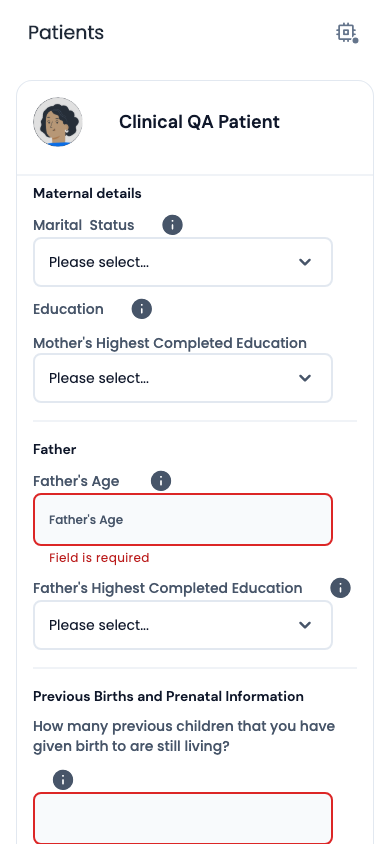 Patients
Clinical QA Patient
Maternal details
Marital Status
Please select...
Education
Mother's Highest Completed Education
Please select...
Father
Father's Age
Father's Age
Field is required
Father's Highest Completed Education
Please select...
Previous Births and Prenatal Information
How many previous children that you have
given birth to are still living?